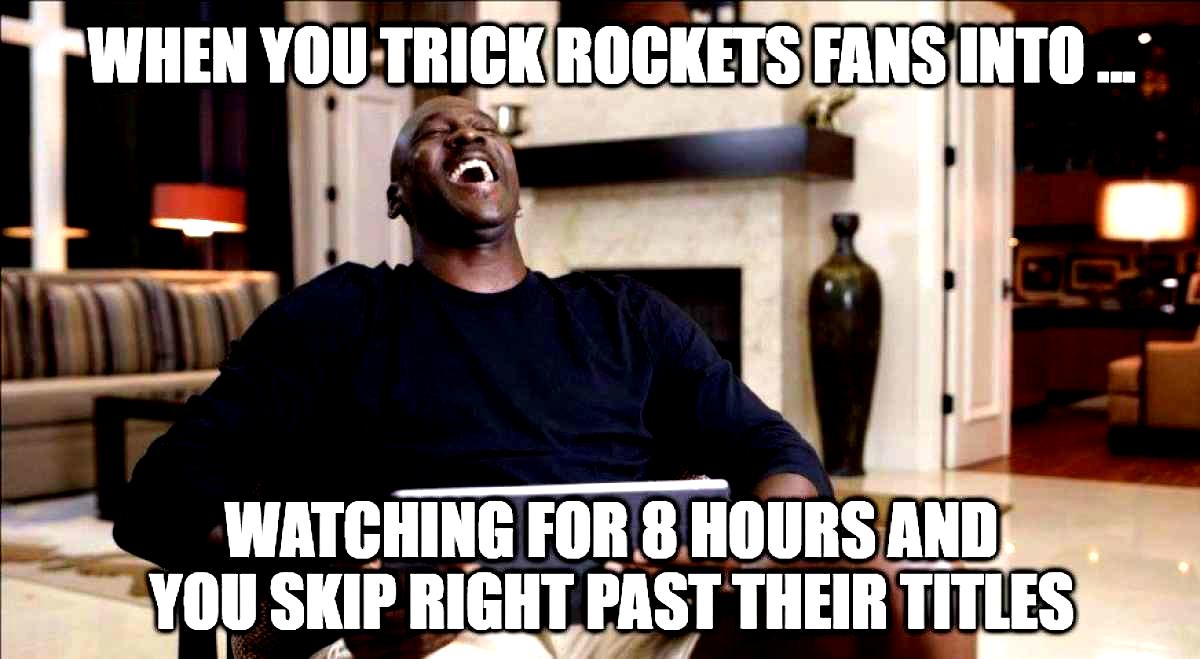 WHEN YOU TRICK ROCKETS FANS INTO ...
WATCHING FOR 8 HOURS AND
YOU SKIP RIGHT PAST THEIR TITLES